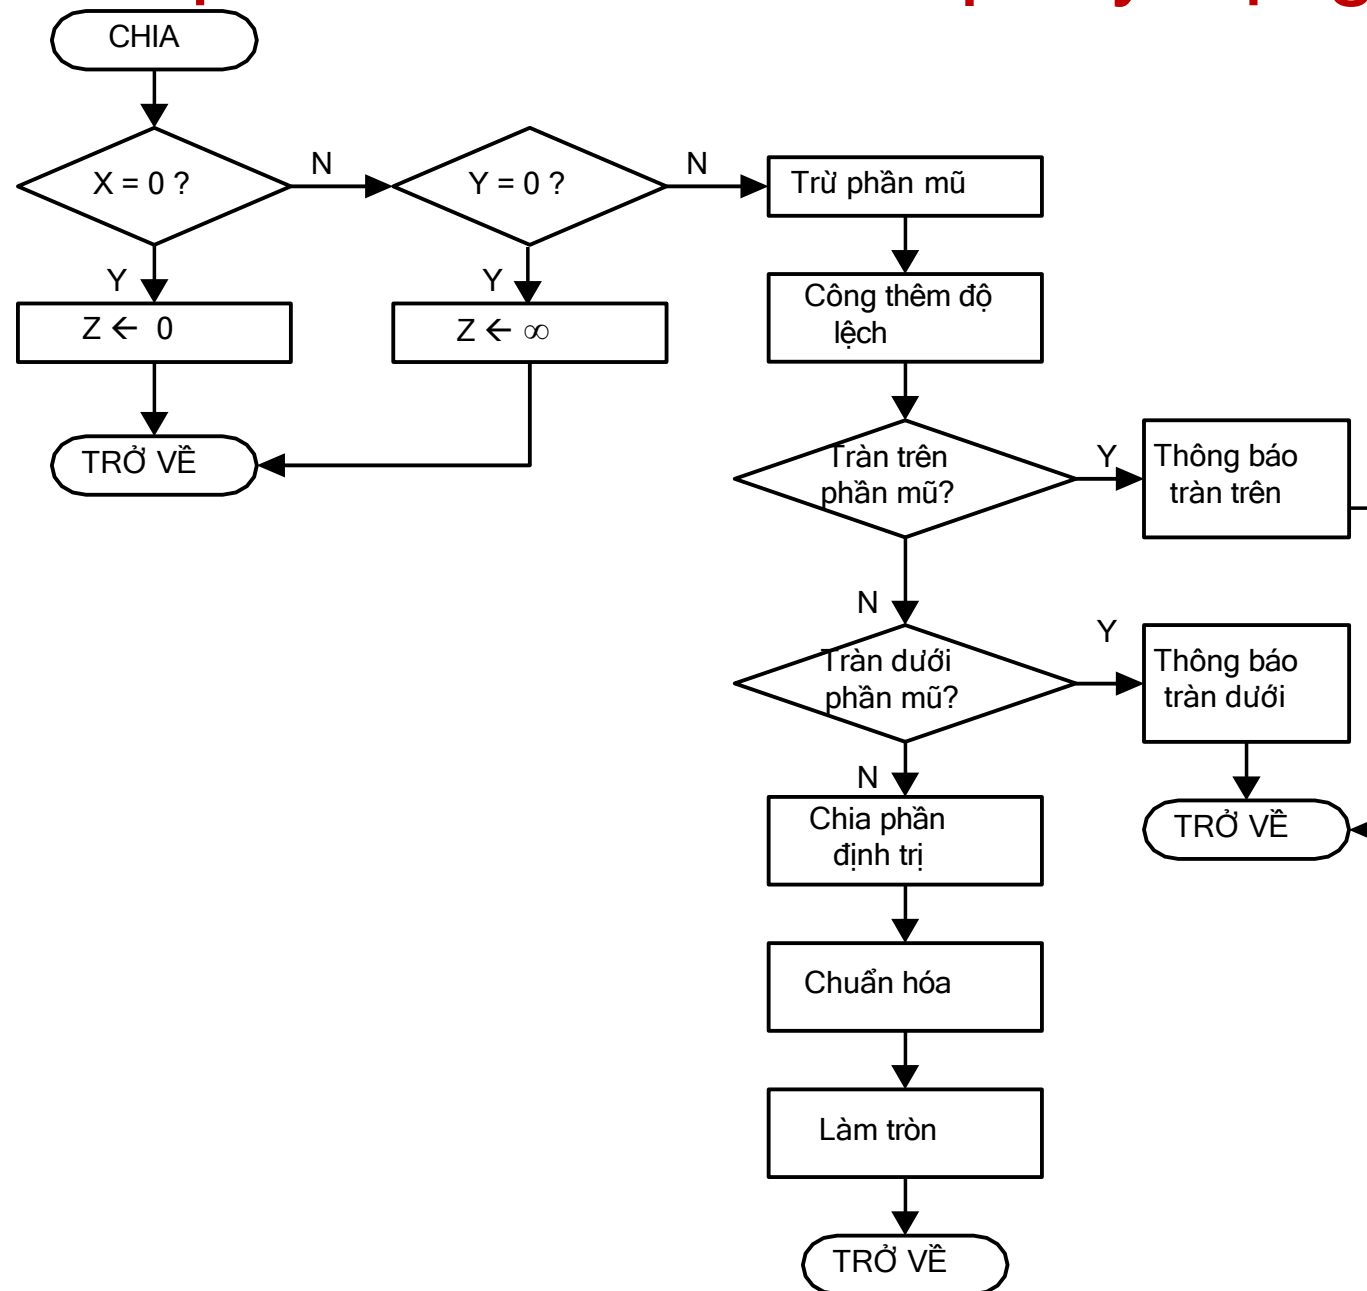 CHIA
X = 0 ?
N
Y = 0 ?
N
Trừ phần mũ
Y
Y
Z ← 0
Z ← ∞
Công thêm độ
lệch
TRỞ VỀ
Tràn trên
phần mũ?
Y
Thông báo
tràn trên
N
Tràn dưới
phần mũ?
Y
Thông báo
tràn dưới
N
Chia phần
định trị
TRỞ VỀ
Chuẩn hóa
Làm tròn
TRỞ VỀ